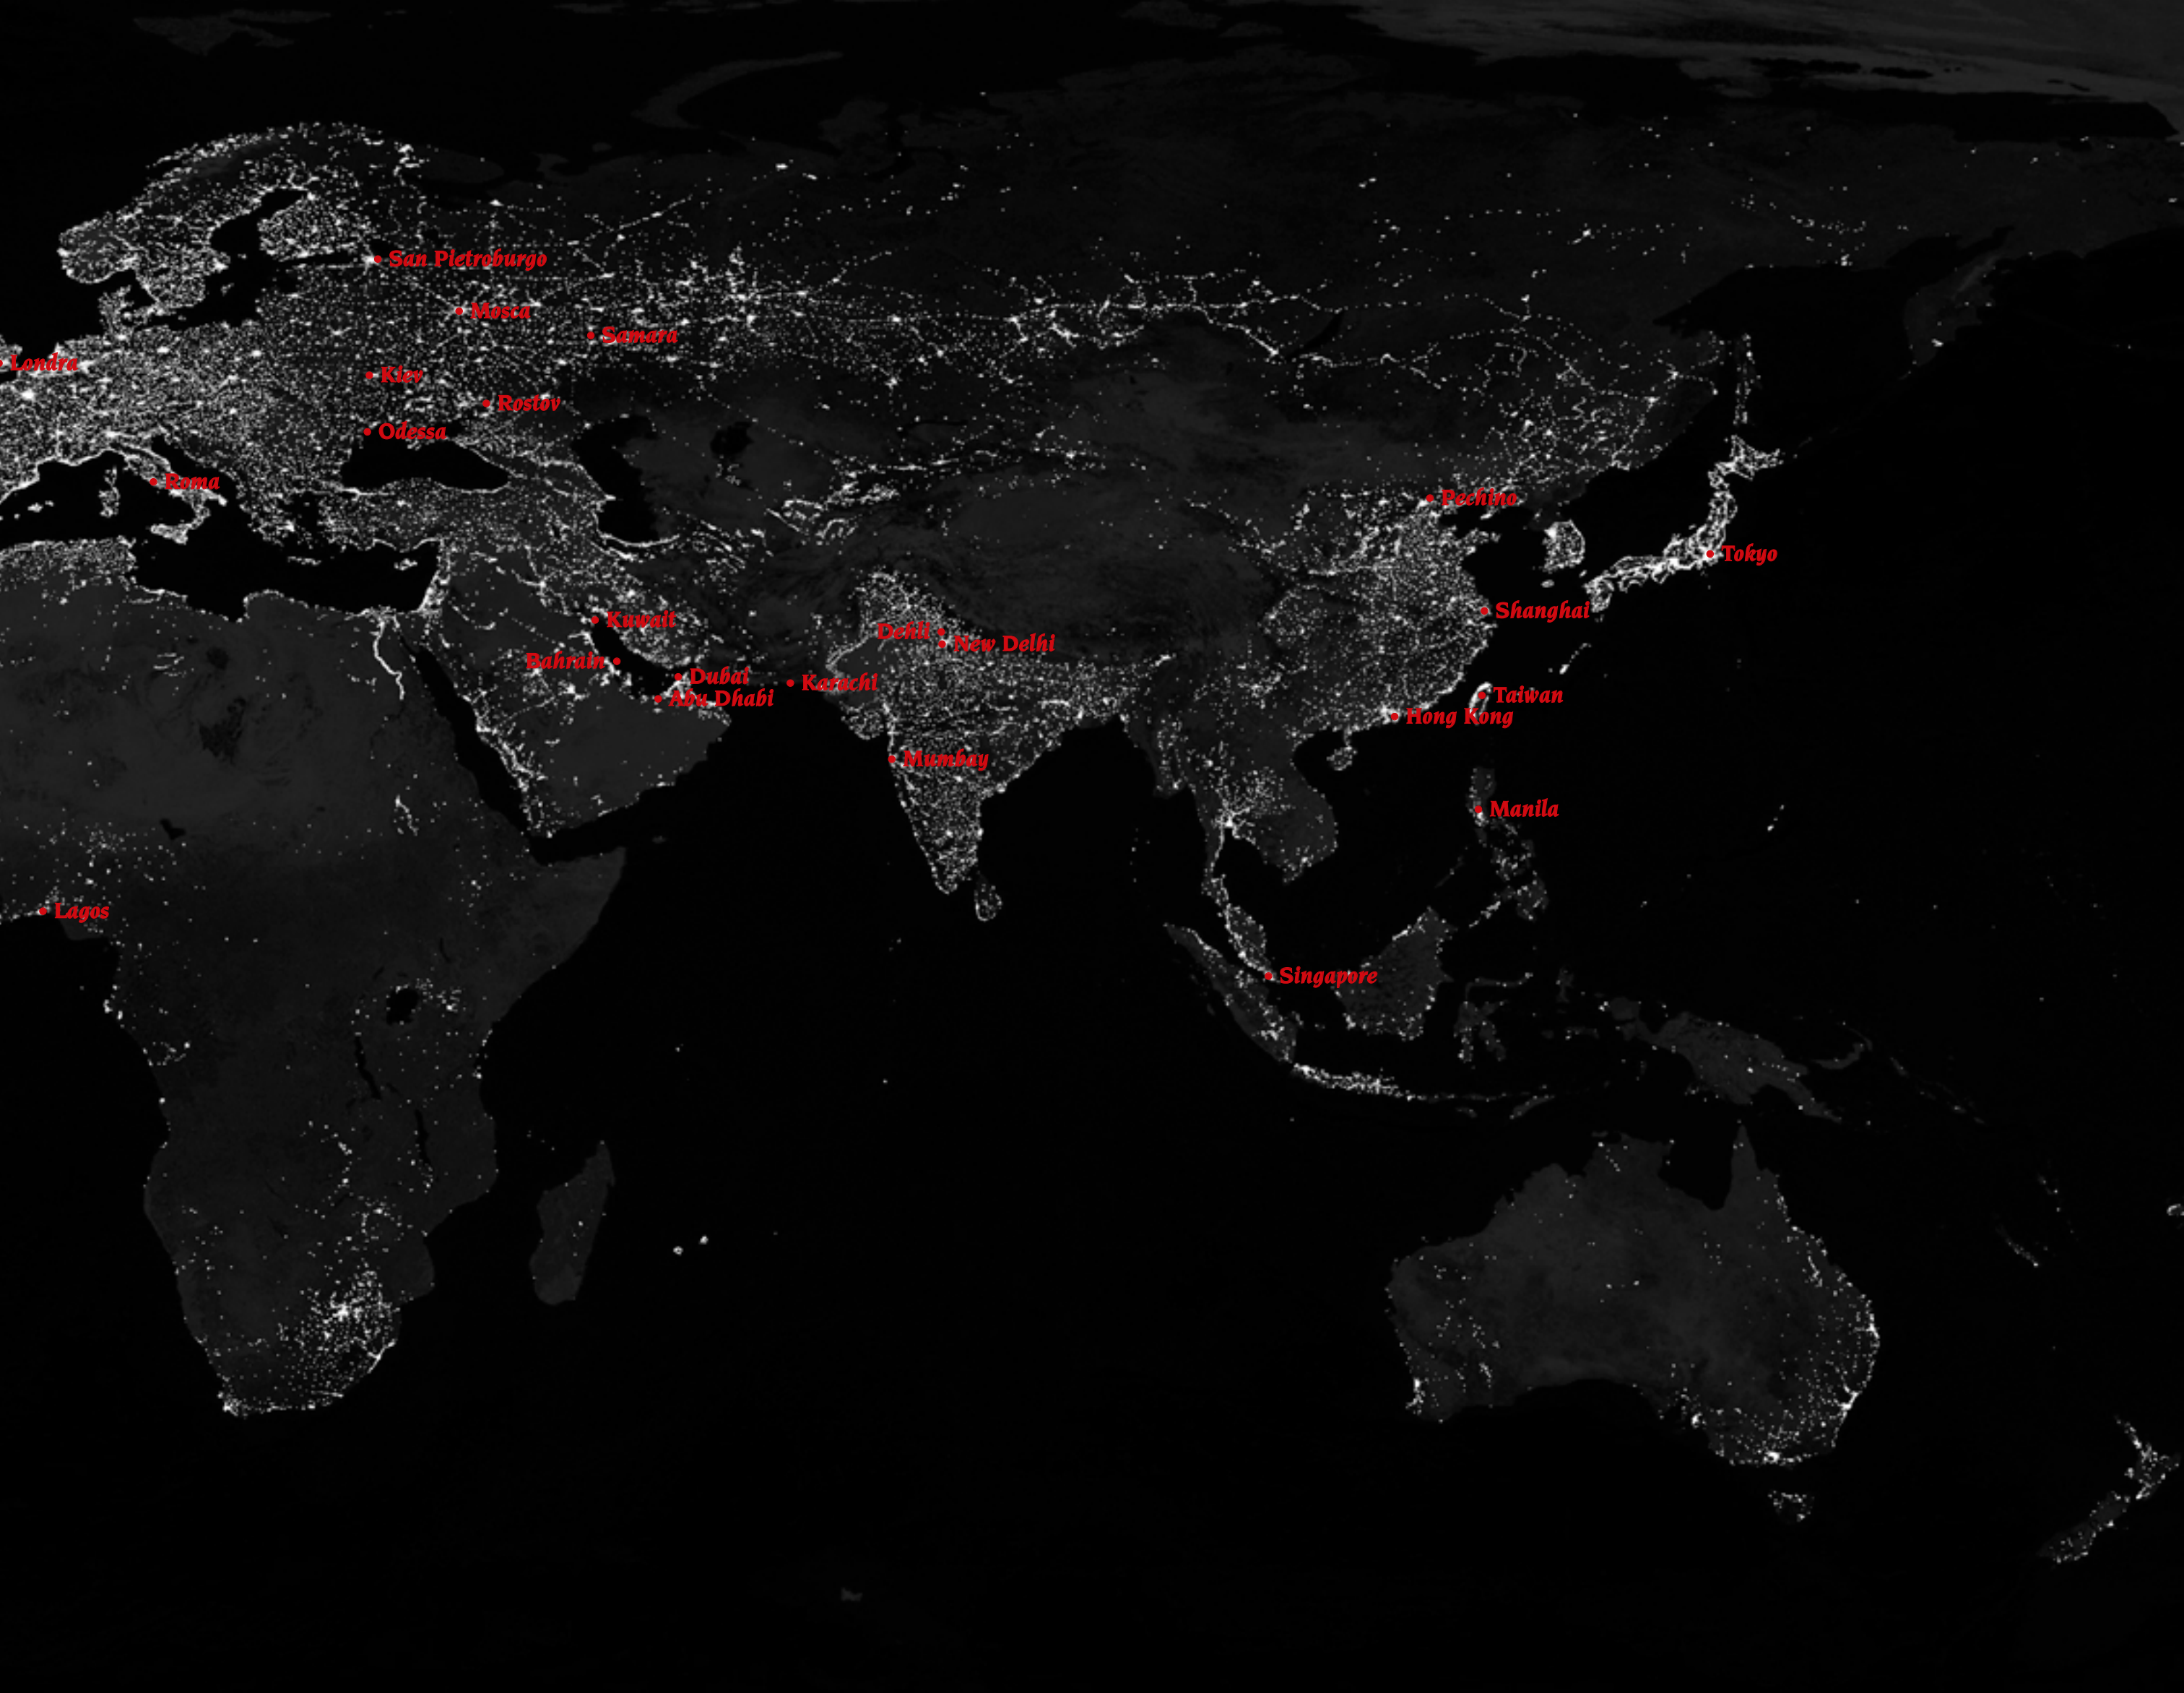 San Pietroburgo
Mosca
Samara
Londra
Kiev
Rostov
Odessa
Roma
Pechino
Tokyo
Shanghai
Kuwait
Dehli
New Delhi
Bahrain
Dubai
Karachi
Abu Dhabi
Taiwan
Hong Kong
Mumbay
Manila
Lagos
Singapore